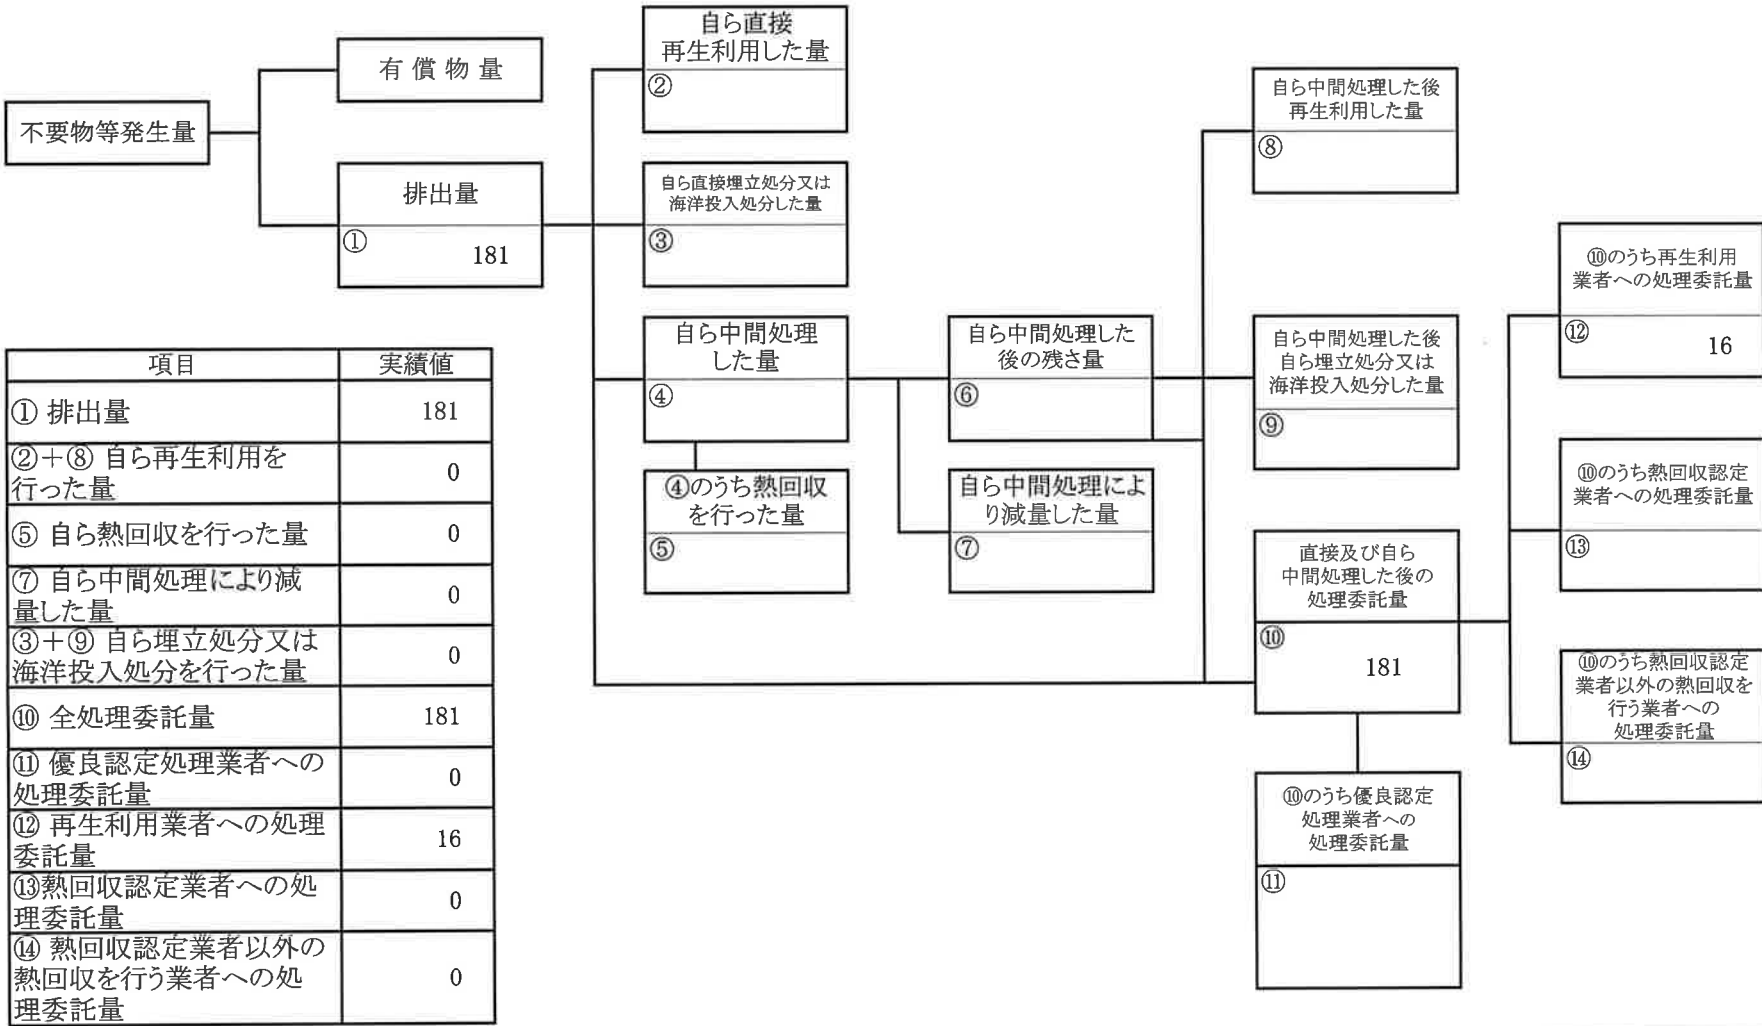 不要物等発生量
有償物量
排出量
①
181
自ら直接
再生利用した量
②
自ら直接埋立処分又は
海洋投入処分した量
③
自ら中間処理
した量
④
④のうち熱回収
を行った量
⑤
自ら中間処理した
後の残さ量
⑥
自ら中間処理によ
り減量した量
⑦
自ら中間処理した後
再生利用した量
⑧
自ら中間処理した後
自ら埋立処分又は
海洋投入処分した量
⑨
直接及び自ら
中間処理した後の
処理委託量
⑩
181
⑩のうち優良認定
処理業者への
処理委託量
⑪
⑩のうち再生利用
業者への処理委託量
⑫
16
⑩のうち熱回収認定
業者への処理委託量
⑬
⑩のうち熱回収認定
業者以外の熱回収を
行う業者への
処理委託量
⑭
項目 実績値
① 排出量 181
②+⑧ 自ら再生利用を
行った量 0
⑤ 自ら熱回収を行った量 0
⑦ 自ら中間処理により減
量した量 0
③+⑨ 自ら埋立処分又は
海洋投入処分を行った量 0
⑩ 全処理委託量 181
⑪ 優良認定処理業者への
処理委託量 0
⑫ 再生利用業者への処理
委託量 16
⑬熱回収認定業者への処
理委託量 0
⑭ 熱回収認定業者以外の
熱回収を行う業者への処
理委託量 0